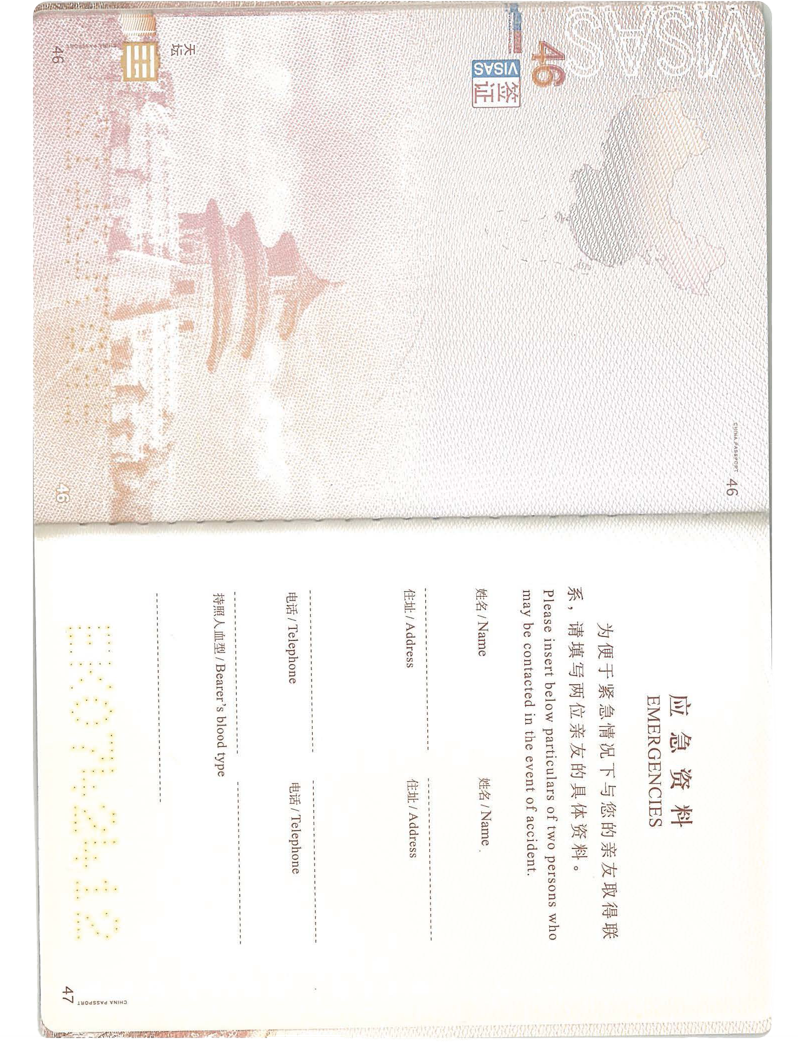 VISAS
46
签证
VISAS
CHINA PASSPORT 46
天坛
46
CHINA PASSPORT
46
应急资料
EMERGENCIES
为便于紧急情况下与您的亲友取得联
系，请填写两位亲友的具体资料。
Please insert below particulars of two persons who
may be contacted in the event of accident.
姓名/Name 姓名/Name
住址/Address 住址/Address
电话/Telephone 电话/Telephone
持照人血型/Bearer's blood type
CHINA PASSPORT 47